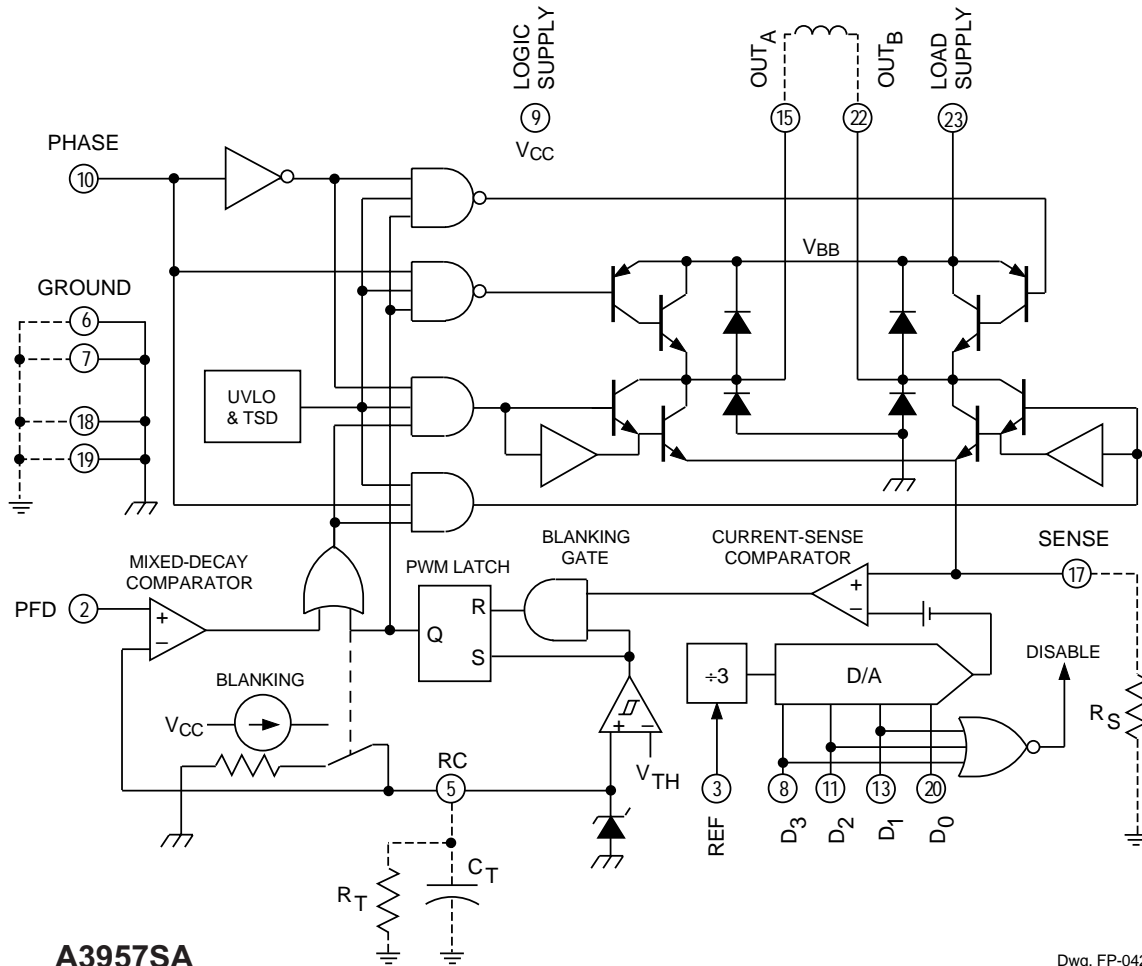 OUTA
OUTB
LOGIC SUPPLY
LOAD SUPPLY
9
15
22
23
VCC
PHASE
10
VBB
GROUND
6
7
18
19
UVLO
& TSD
MIXED-DECAY
COMPARATOR
PWM LATCH
BLANKING
GATE
CURRENT-SENSE
COMPARATOR
SENSE
17
PFD
2
+
–
Q
R
S
+
–
BLANKING
VCC
+
–
VTH
÷3
D/A
DISABLE
RS
RC
5
3
8
11
13
20
REF
D3
D2
D1
D0
RT
CT
A3957SA
Dwg. FP-042